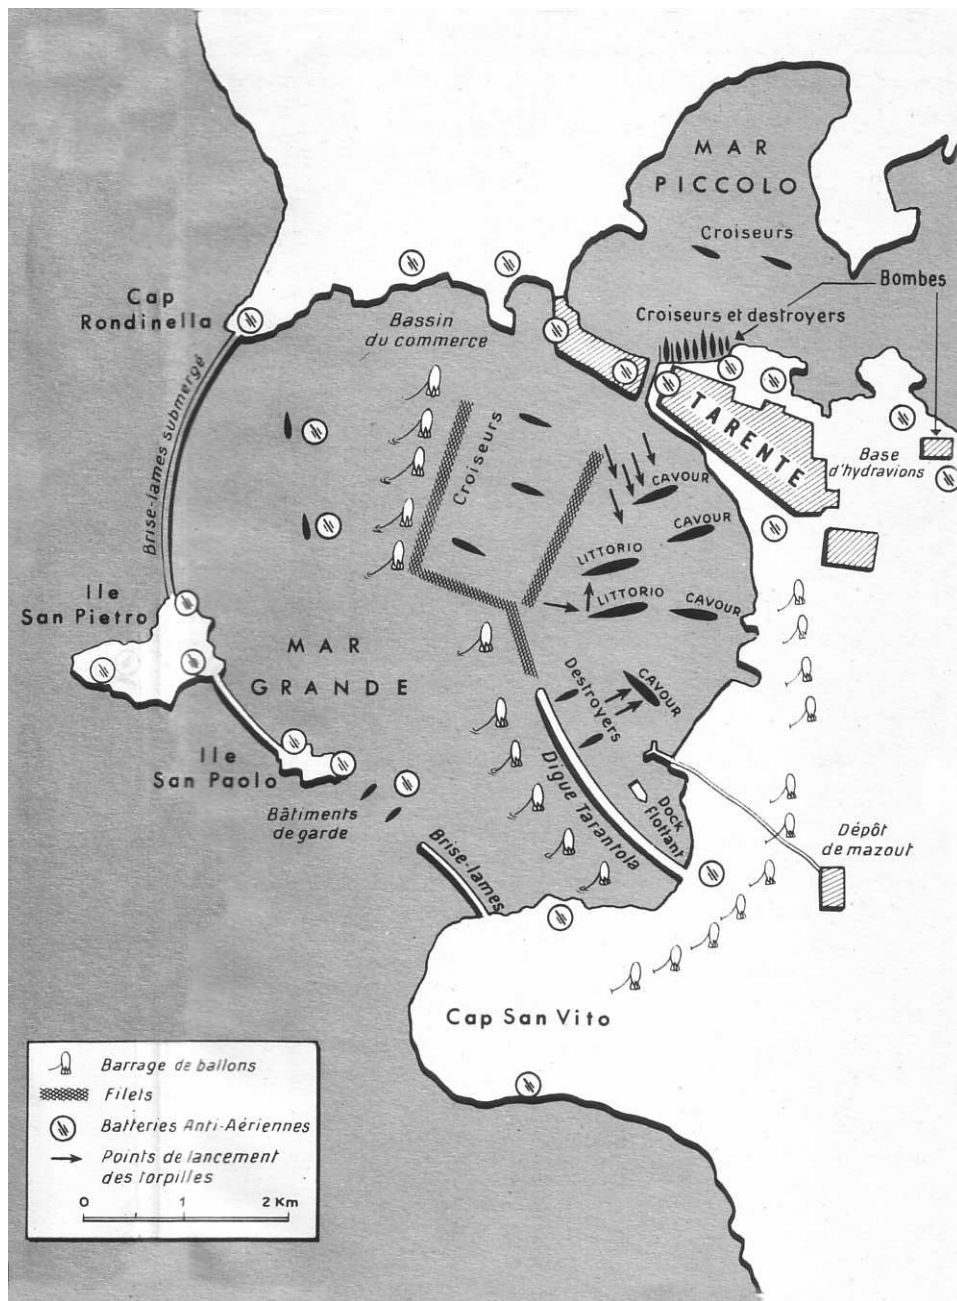 MAR
PICCOLO
Croiseurs
Bombes
Croiseurs et destroyers
Cap
Rondinella
Bassin
du commerce
Brise-lames submergé
Croiseurs
TARENTE
Base
d'hydravions
CAVOUR
CAVOUR
LITTORIO
LITTORIO
CAVOUR
Ile
San Pietro
MAR
GRANDE
Destroyers
CAVOUR
Ile
San Paolo
Bâtiments
de garde
Digue Tarantola
Dock
Flottant
Dépôt
de mazout
Brise-lames
Cap San Vito
Barrage de ballons
Filets
Batteries Anti-Aériennes
Points de lancement
des torpilles
0 1 2 Km